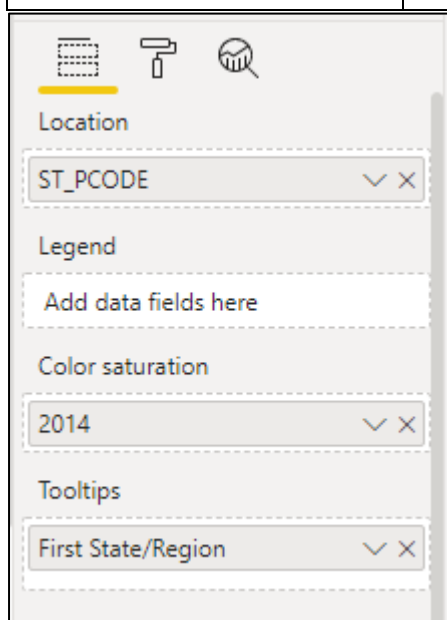 Location
ST_PCODE
Legend
Add data fields here
Color saturation
2014
Tooltips
First State/Region